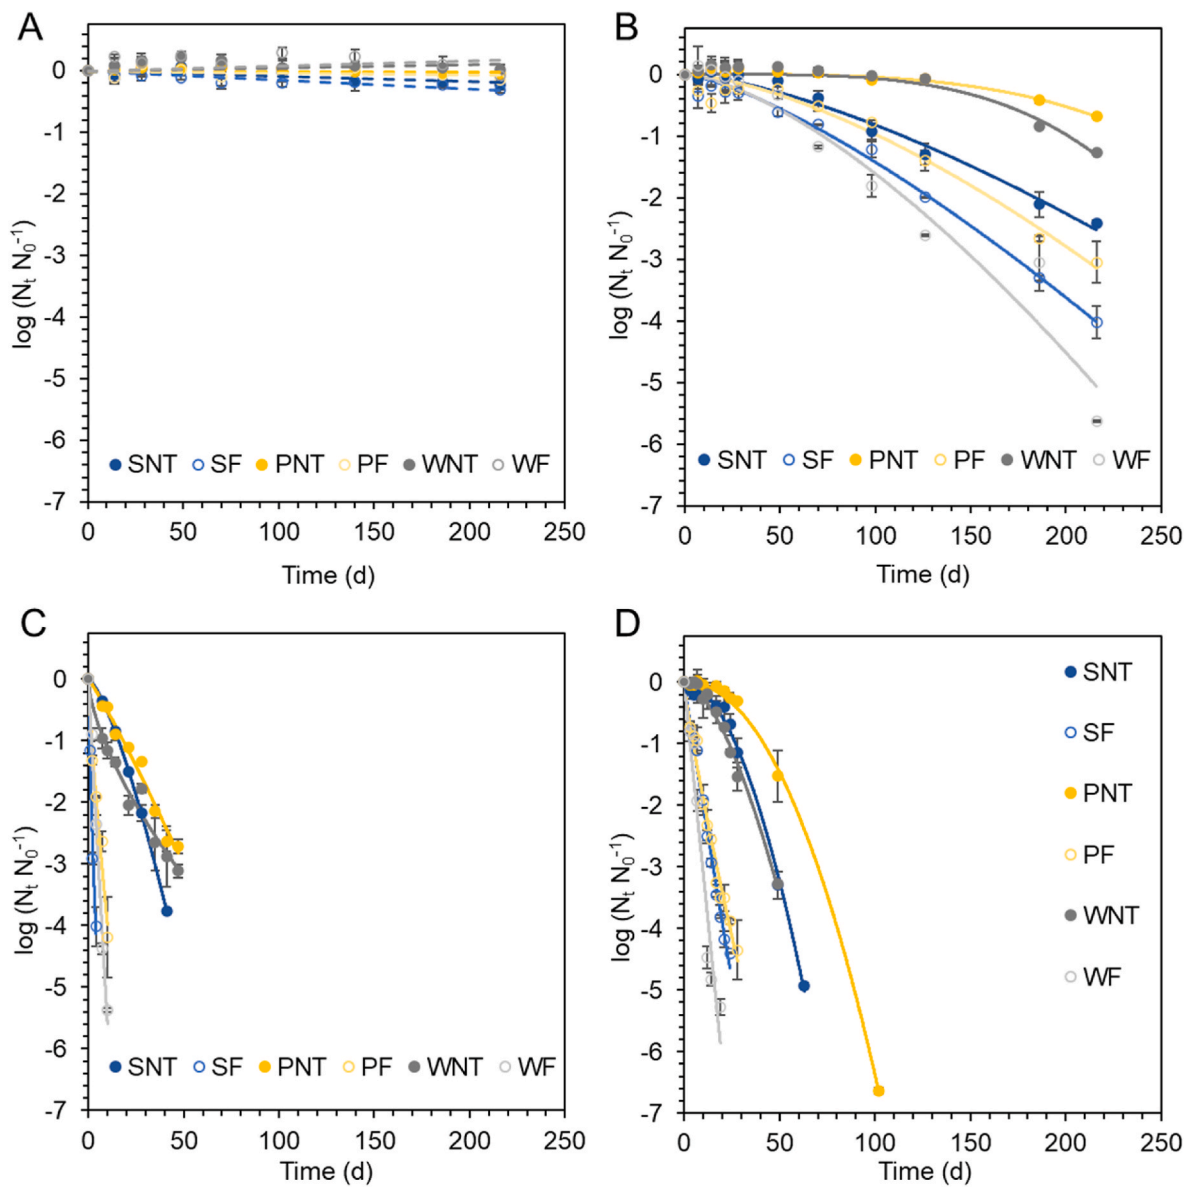 A
0
-1
-2
-3
-4
-5
-6
-7
log (Nt N0-1)
SNT SF PNT PF WNT WF
0 50 100 150 200 250
Time (d)
B
0
-1
-2
-3
-4
-5
-6
-7
log (Nt N0-1)
SNT SF PNT PF WNT WF
0 50 100 150 200 250
Time (d)
C
0
-1
-2
-3
-4
-5
-6
-7
log (Nt N0-1)
SNT SF PNT PF WNT WF
0 50 100 150 200 250
Time (d)
D
0
-1
-2
-3
-4
-5
-6
-7
log (Nt N0-1)
SNT
SF
PNT
PF
WNT
WF
0 50 100 150 200 250
Time (d)